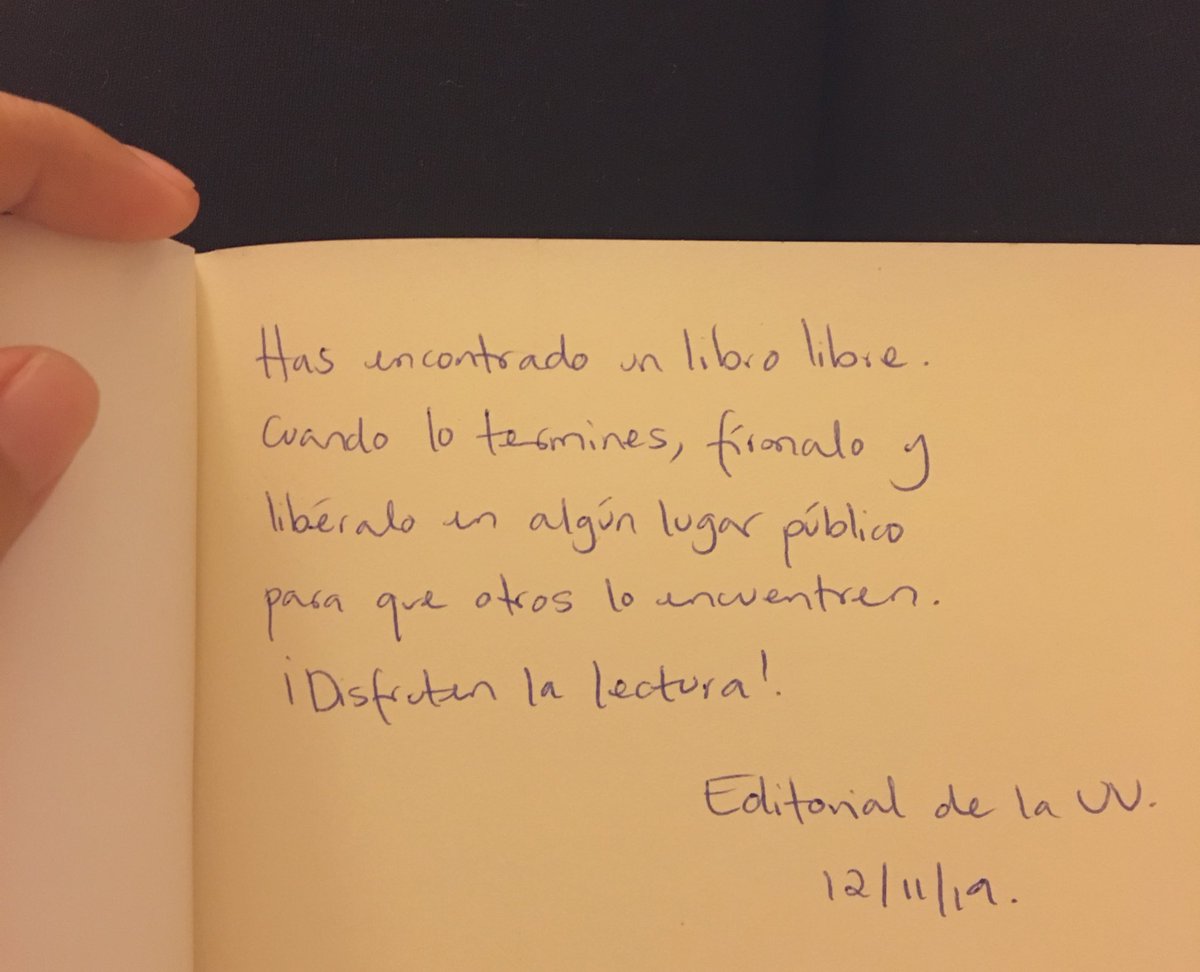 Has encontrado un libro libre.
Cuando lo termines, fírmalo y
libéralo en algún lugar público
para que otros lo encuentren.
¡Disfruten la lectura!
Editorial de la UV.
12/11/19.